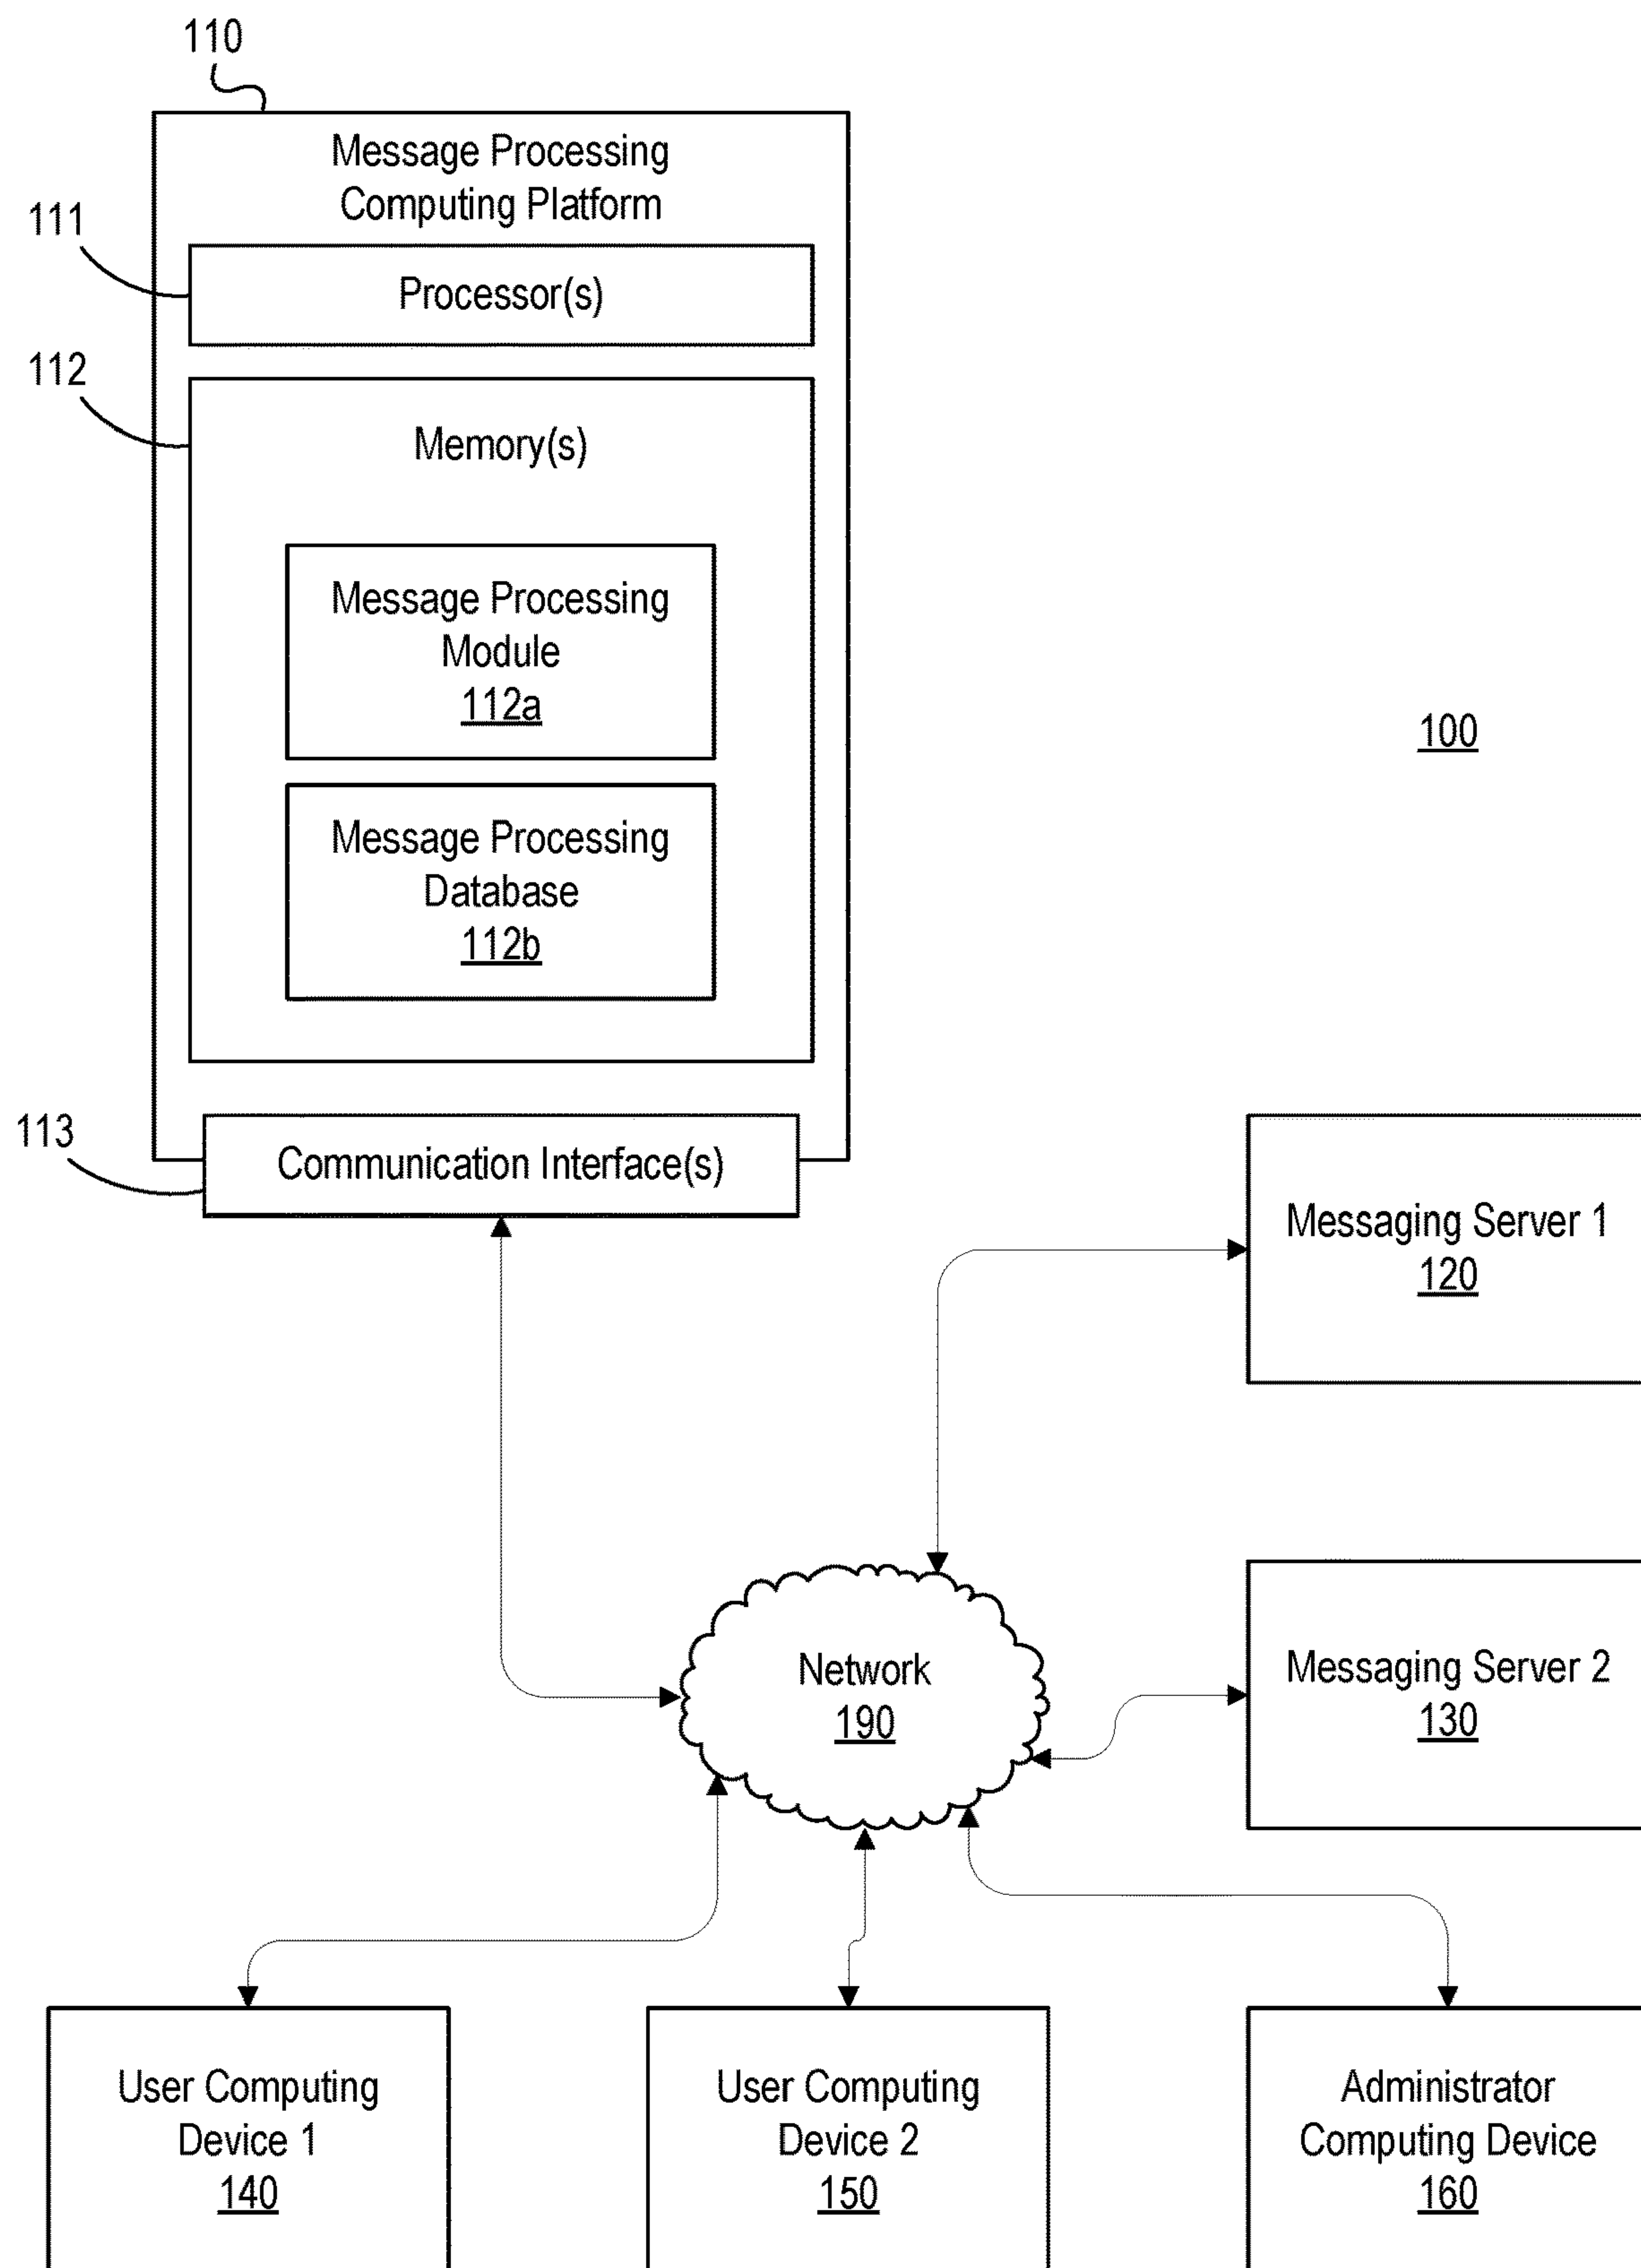 110
Message Processing
Computing Platform
111
Processor(s)
112
Memory(s)
Message Processing
Module
112a
100
Message Processing
Database
112b
113
Communication Interface(s)
Messaging Server 1
120
Network
190
Messaging Server 2
130
User Computing
Device 1
140
User Computing
Device 2
150
Administrator
Computing Device
160